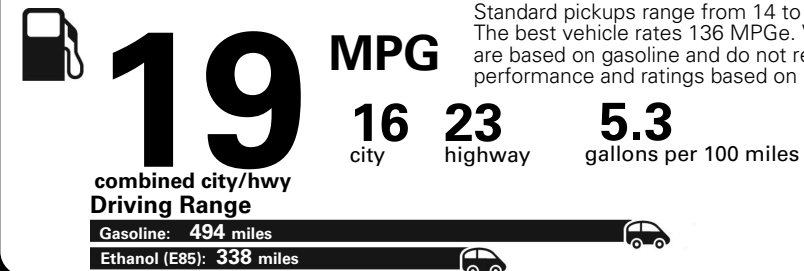 Standard pickups range from 14 to
The best vehicle rates 136 MPGe. V
are based on gasoline and do not re
performance and ratings based on
19
MPG
16 23 5.3
city highway gallons per 100 miles
combined city/hwy
Driving Range
Gasoline: 494 miles
Ethanol (E85): 338 miles